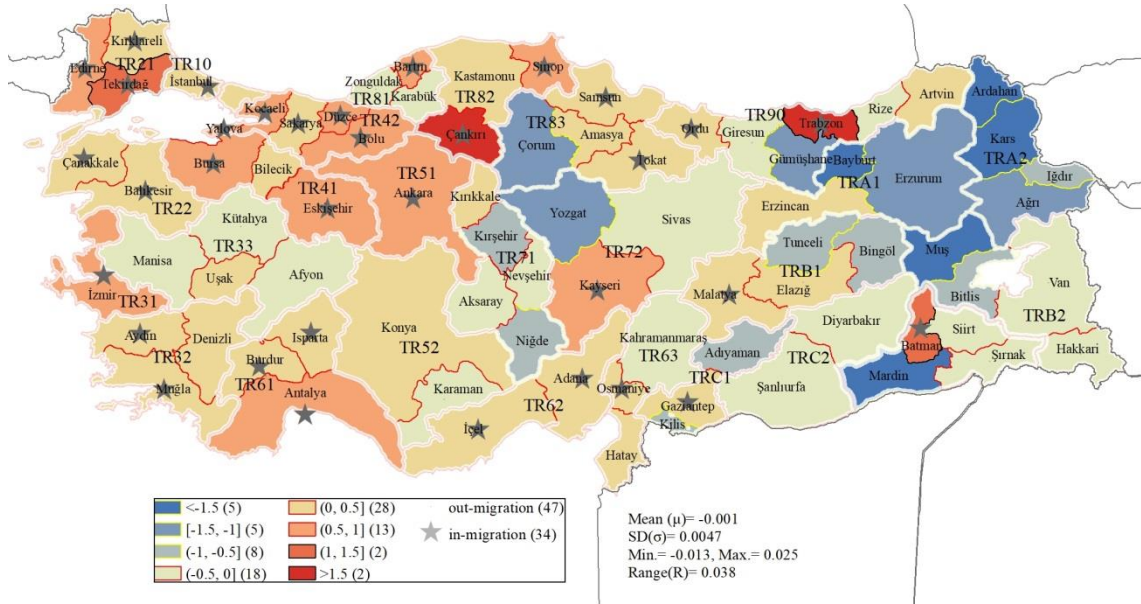 Kırklareli
Edirne
TR21
TR10
Tekirdağ
İstanbul
Kocaeli
Yalova
Sakarya
Düzce
Bolu
TR42
Zonguldak
TR81
Bartın
Karabük
Kastamonu
TR82
Çankırı
Sinop
Samsun
TR83
Çorum
Amasya
Tokat
Ordu
Giresun
TR90
Trabzon
Rize
Artvin
Ardahan
Kars
TRA2
Iğdır
Ağrı
Gümüşhane
Bayburt
TRA1
Erzurum
Erzincan
Çanakkale
Balıkesir
TR22
Bursa
Bilecik
TR41
Eskişehir
TR51
Ankara
Kırıkkale
Yozgat
Sivas
Kütahya
TR33
Manisa
Uşak
Afyon
İzmir
TR31
Aydın
TR32
Denizli
Muğla
Burdur
TR61
Isparta
Antalya
Konya
TR52
Karaman
Kırşehir
TR71
Nevşehir
Aksaray
Niğde
TR72
Kayseri
Kahramanmaraş
TR63
Malatya
Tunceli
Bingöl
TRB1
Elazığ
Muş
Bitlis
Van
TRB2
Hakkari
Şırnak
Siirt
Batman
Mardin
Diyarbakır
TRC2
Şanlıurfa
Adıyaman
TRC1
Gaziantep
Kilis
Osmaniye
Adana
TR62
İçel
Hatay
<-1.5 (5)
[-1.5, -1] (5)
(-1, -0.5] (8)
(-0.5, 0] (18)
(0, 0.5] (28)
(0.5, 1] (13)
(1, 1.5] (2)
>1.5 (2)
out-migration (47)
in-migration (34)
Mean (µ)= -0.001
SD(σ)= 0.0047
Min.= -0.013, Max.= 0.025
Range(R)= 0.038